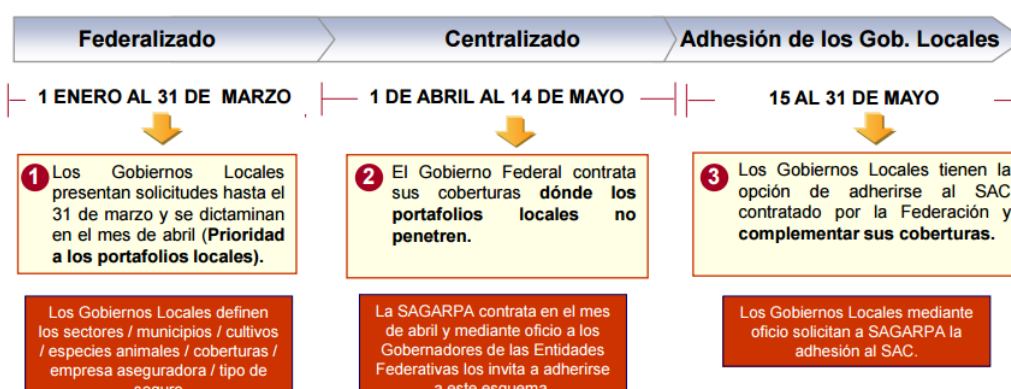 Federalizado
Centralizado
Adhesión de los Gob. Locales
1 ENERO AL 31 DE MARZO
1 DE ABRIL AL 14 DE MAYO
15 AL 31 DE MAYO
1
Los Gobiernos Locales
presentan solicitudes hasta el
31 de marzo y se dictaminan
en el mes de abril (Prioridad
a los portafolios locales).
2
El Gobierno Federal contrata
sus coberturas dónde los
portafolios locales no
penetren.
3
Los Gobiernos Locales tienen la
opción de adherirse al SAC
contratado por la Federación y
complementar sus coberturas.
Los Gobiernos Locales definen
los sectores / municipios / cultivos
/ especies animales / coberturas /
empresa aseguradora / tipo de
seguro
La SAGARPA contrata en el mes
de abril y mediante oficio a los
Gobernadores de las Entidades
Federativas los invita a adherirse
a este esquema
Los Gobiernos Locales mediante
oficio solicitan a SAGARPA la
adhesión al SAC.